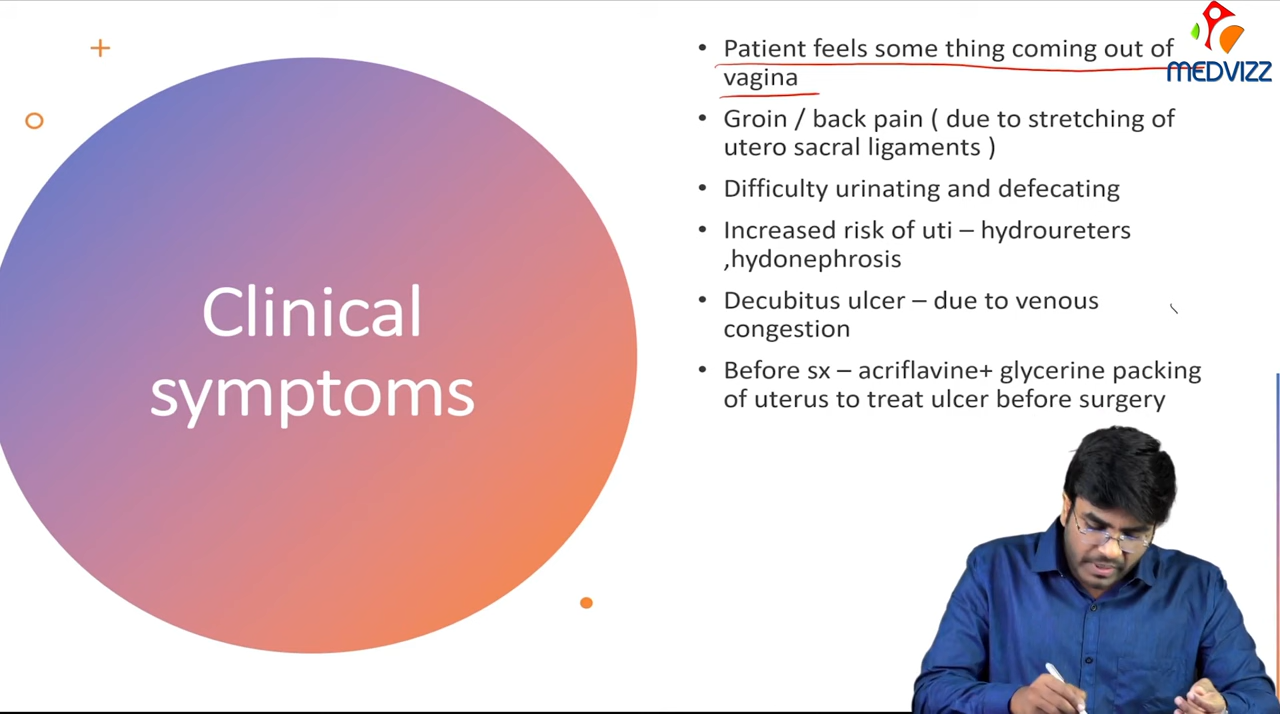 MEDVIZZ
Clinical
symptoms
• Patient feels some thing coming out of
vagina
• Groin / back pain ( due to stretching of
utero sacral ligaments )
• Difficulty urinating and defecating
• Increased risk of uti – hydroureters
,hydonephrosis
• Decubitus ulcer – due to venous
congestion
• Before sx – acriflavine+ glycerine packing
of uterus to treat ulcer before surgery